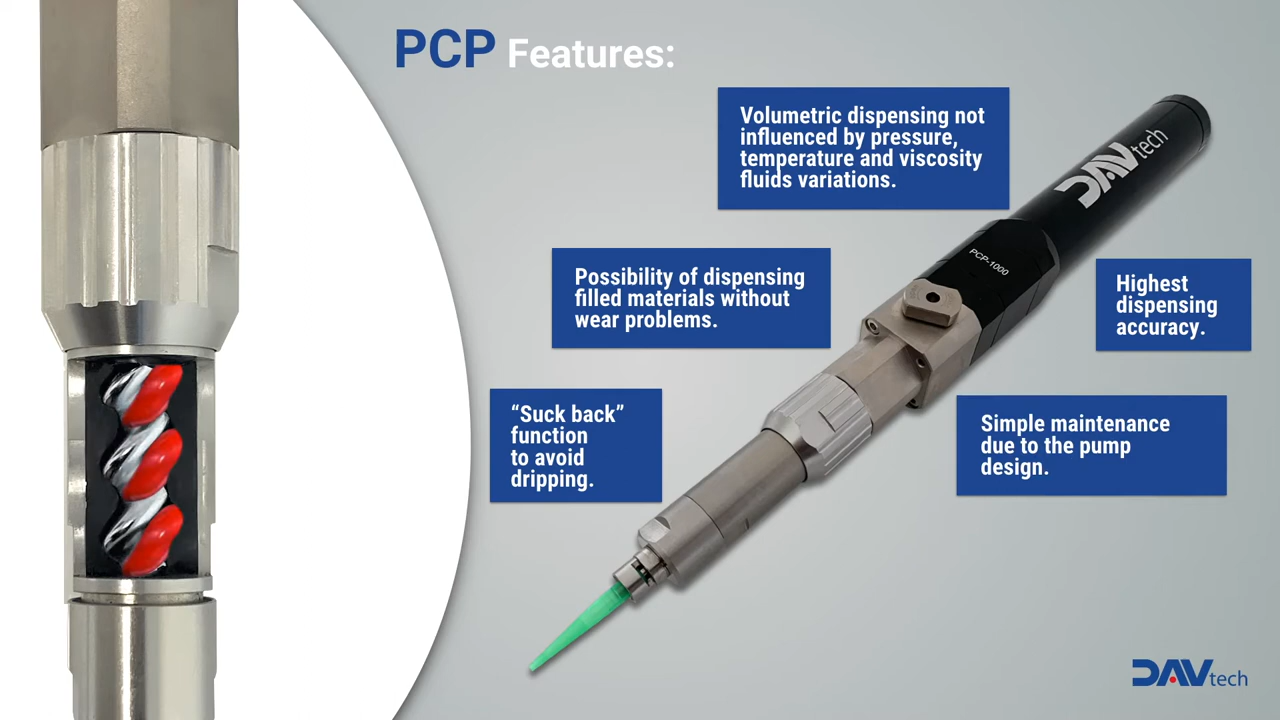 PCP Features:
Volumetric dispensing not
influenced by pressure,
temperature and viscosity
fluids variations.
DAVtech
PCP-1000
Possibility of dispensing
filled materials without
wear problems.
Highest
dispensing
accuracy.
“Suck back”
function
to avoid
dripping.
Simple maintenance
due to the pump
design.
DAVtech